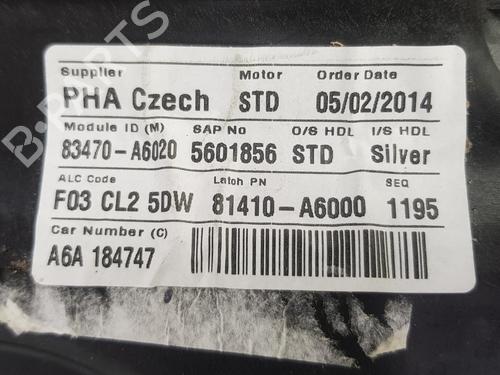 Supplier Motor Order Date
PHA Czech STD 05/02/2014
Module ID (M) SAP No O/S HDL I/S HDL
83470-A6020 5601856 STD Silver
ALC Code Latch PN SEQ
F03 CL2 5DW 81410-A6000 1195
Car Number (C)
A6A 184747
B-PARTS